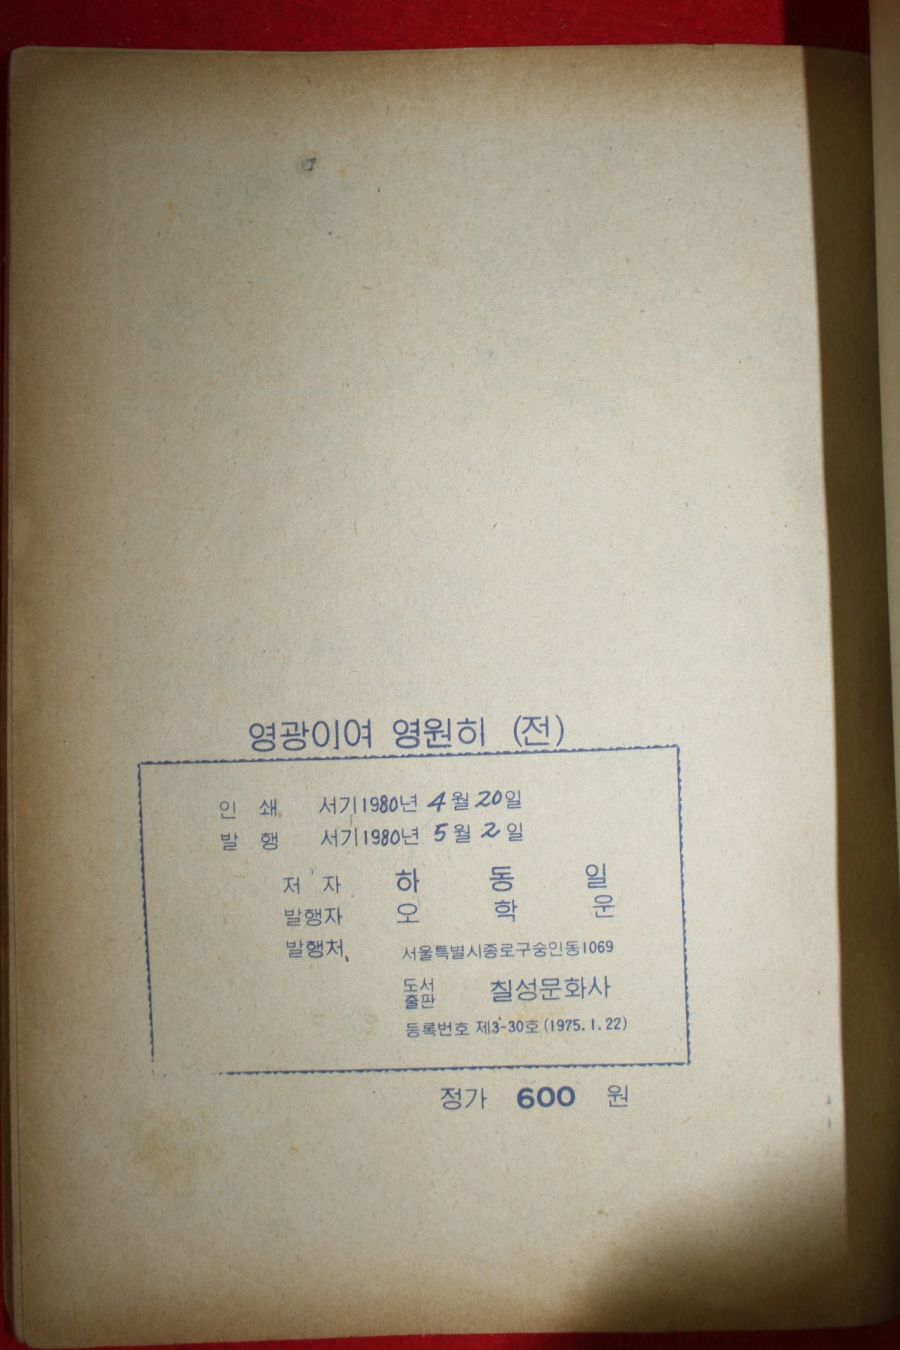 영광이여 영원히 (전)
인 쇄 서기1980년 4월 20일
발 행 서기1980년 5월 2일
저 자 하 동 일
발행자 오 학 운
발행처 서울특별시종로구숭인동1069
도서출판 칠성문화사
등록번호 제3-30호 (1975.1.22)
정가 600 원